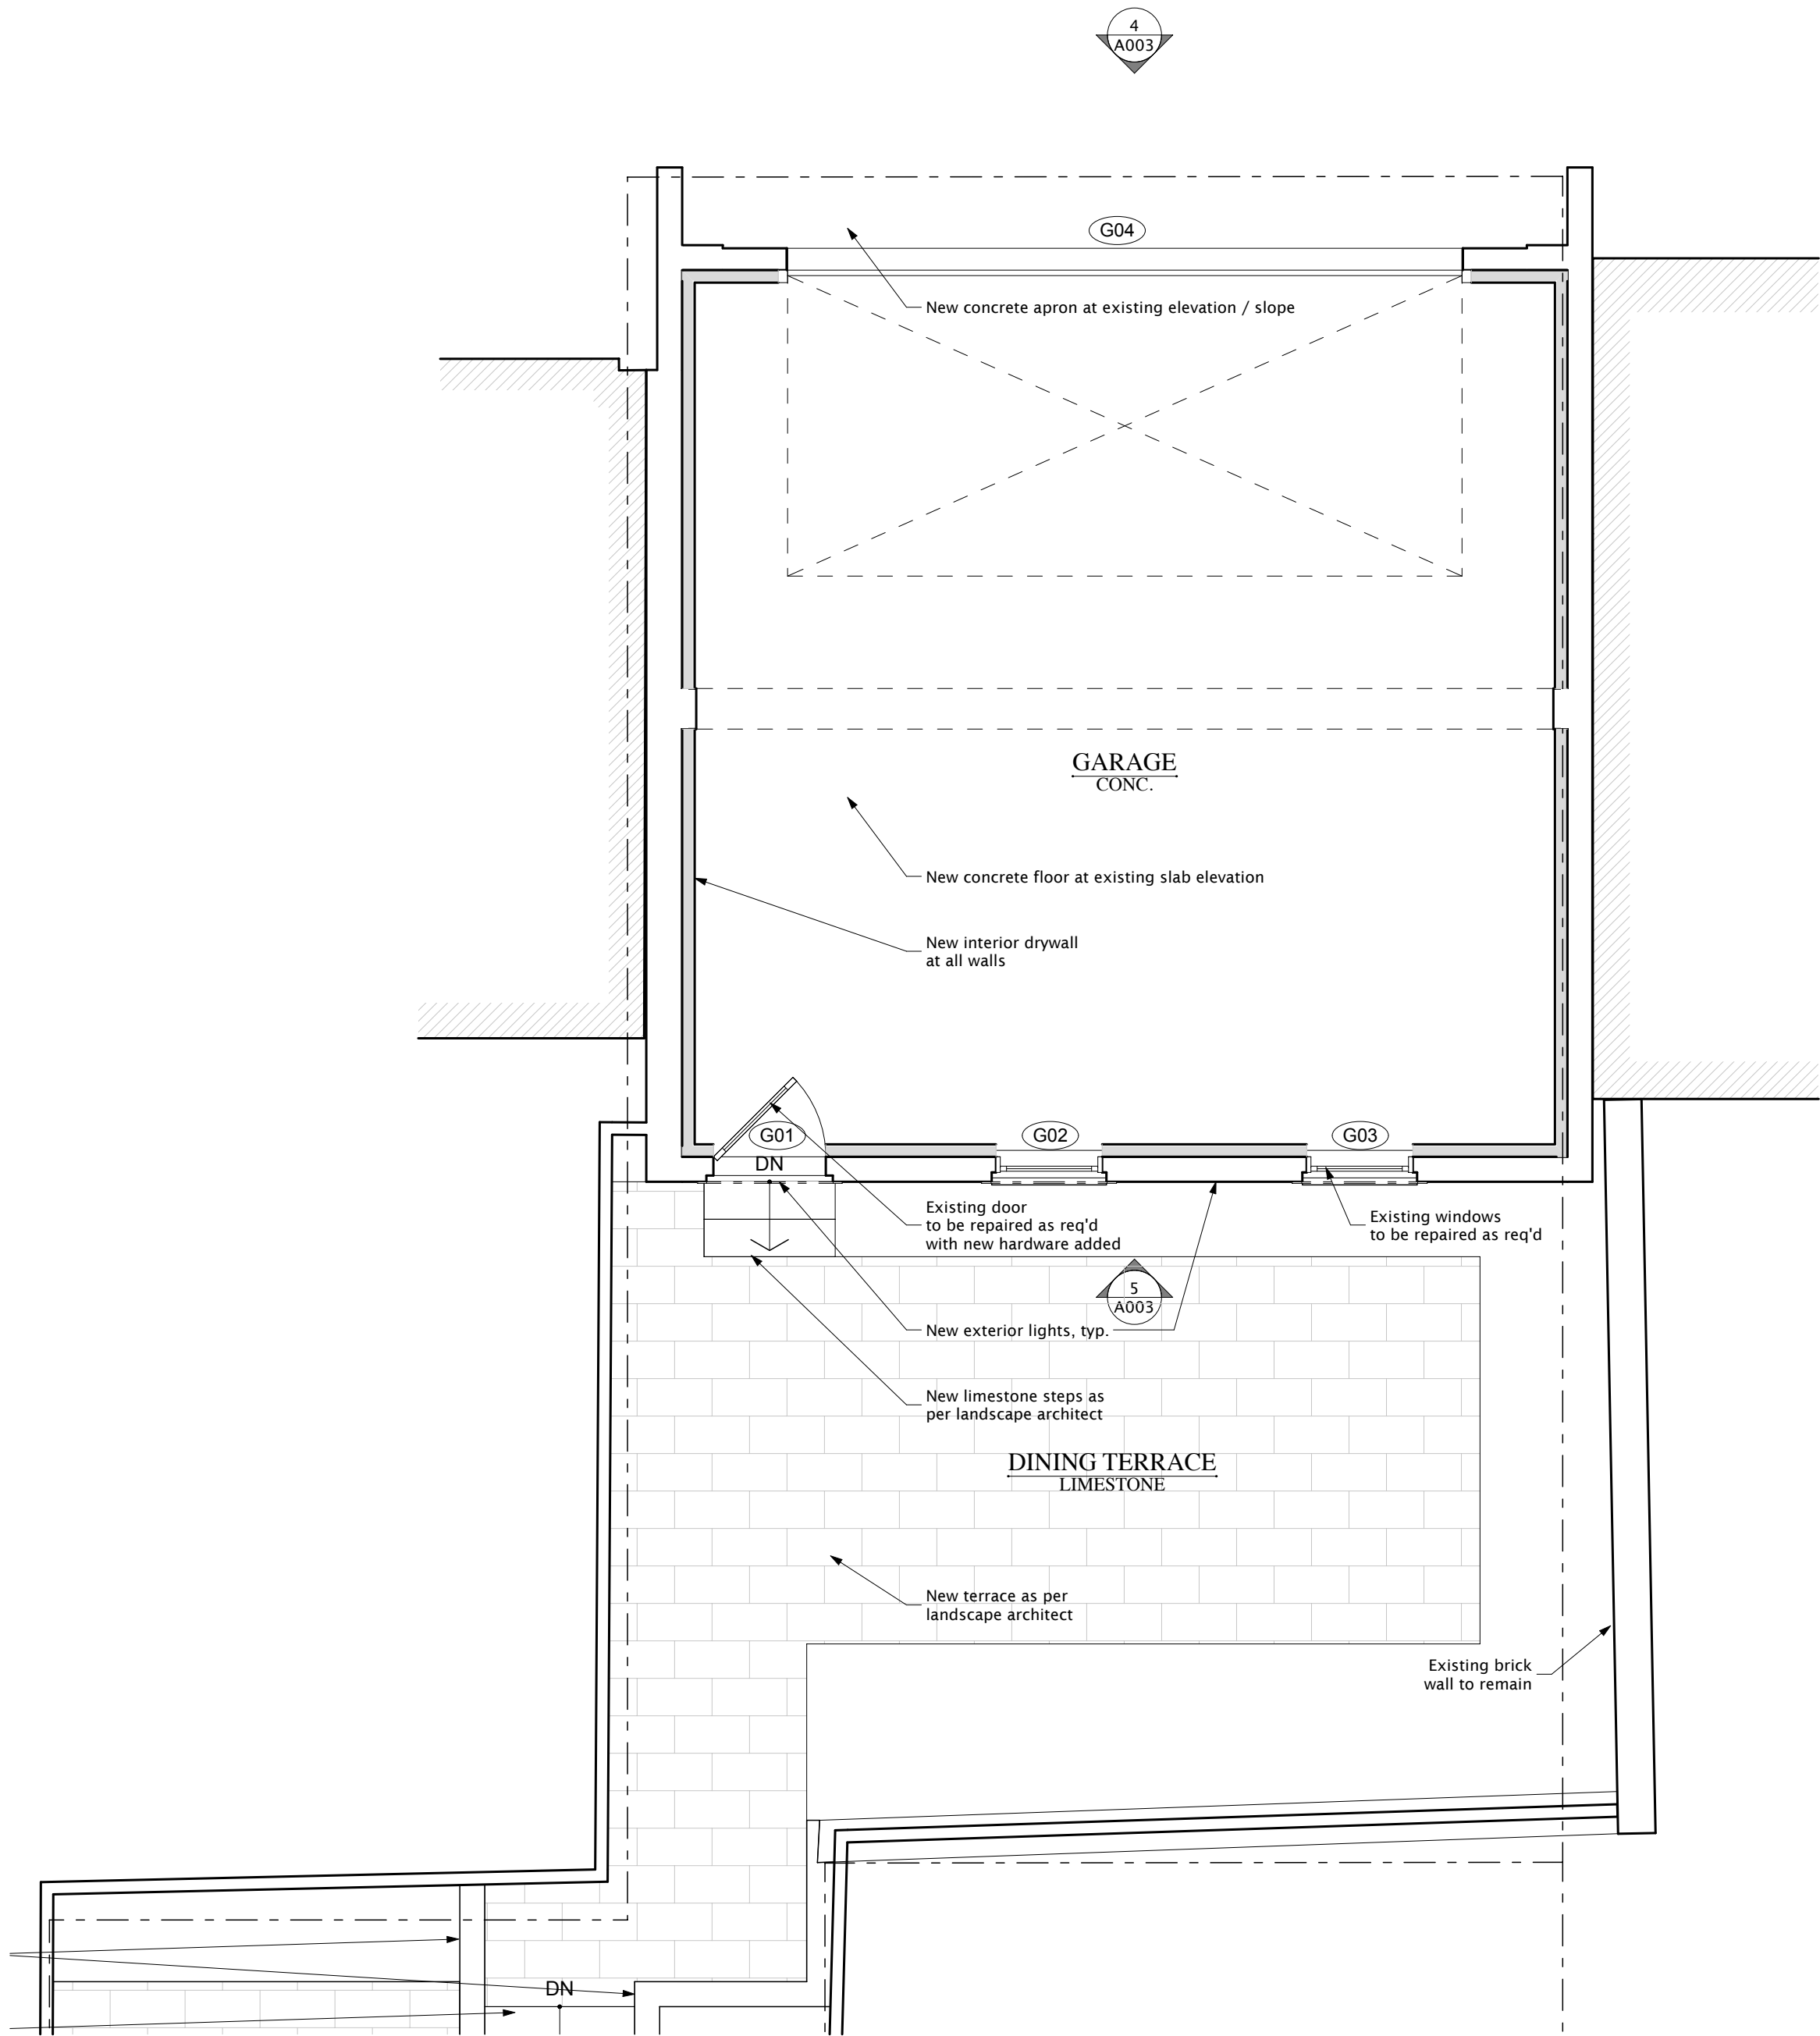 4
A003
G04
New concrete apron at existing elevation / slope
GARAGE
CONC.
New concrete floor at existing slab elevation
New interior drywall
at all walls
G01
G02
G03
DN
Existing door
to be repaired as req'd
with new hardware added
Existing windows
to be repaired as req'd
5
A003
New exterior lights, typ.
New limestone steps as
per landscape architect
DINING TERRACE
LIMESTONE
New terrace as per
landscape architect
Existing brick
wall to remain
DN